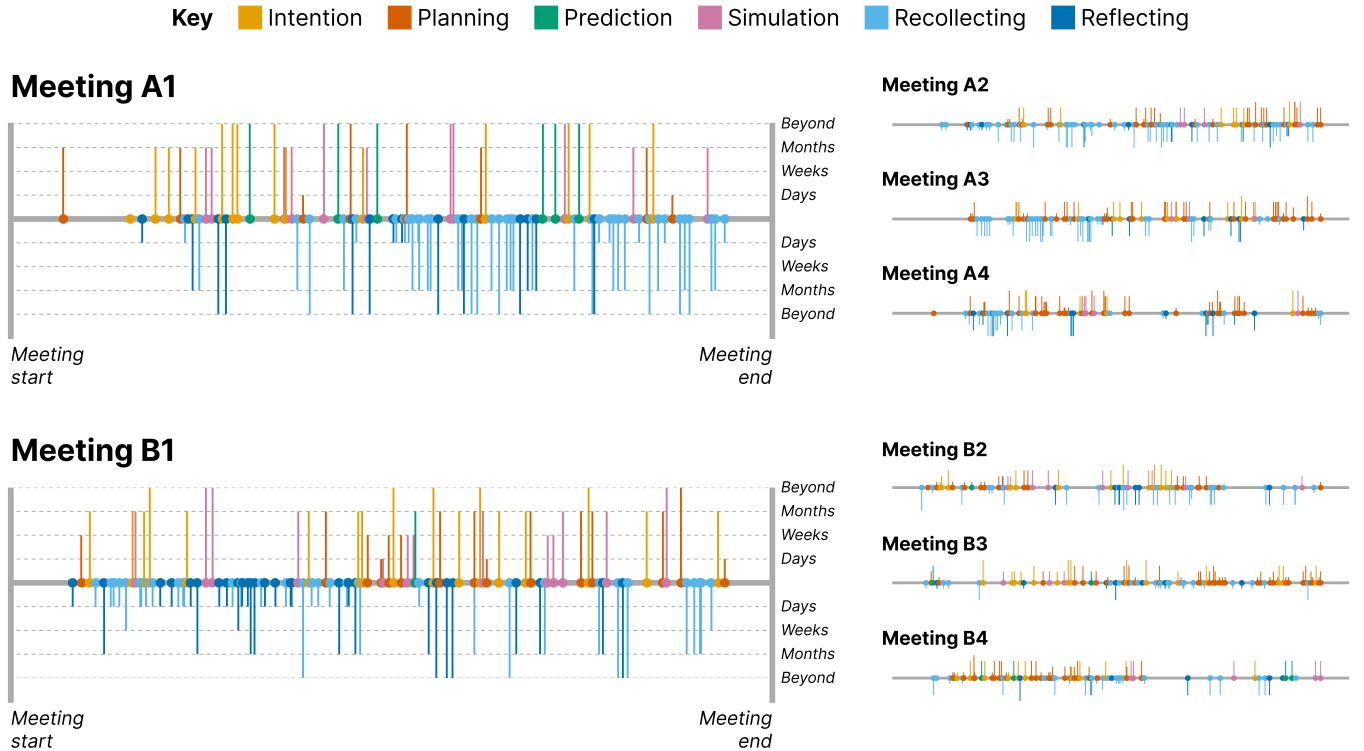 Key Intention Planning Prediction Simulation Recollecting Reflecting
Meeting A1
Beyond
Months
Weeks
Days
Days
Weeks
Months
Beyond
Meeting
start
Meeting
end
Meeting A2
Meeting A3
Meeting A4
Meeting B1
Beyond
Months
Weeks
Days
Days
Weeks
Months
Beyond
Meeting
start
Meeting
end
Meeting B2
Meeting B3
Meeting B4